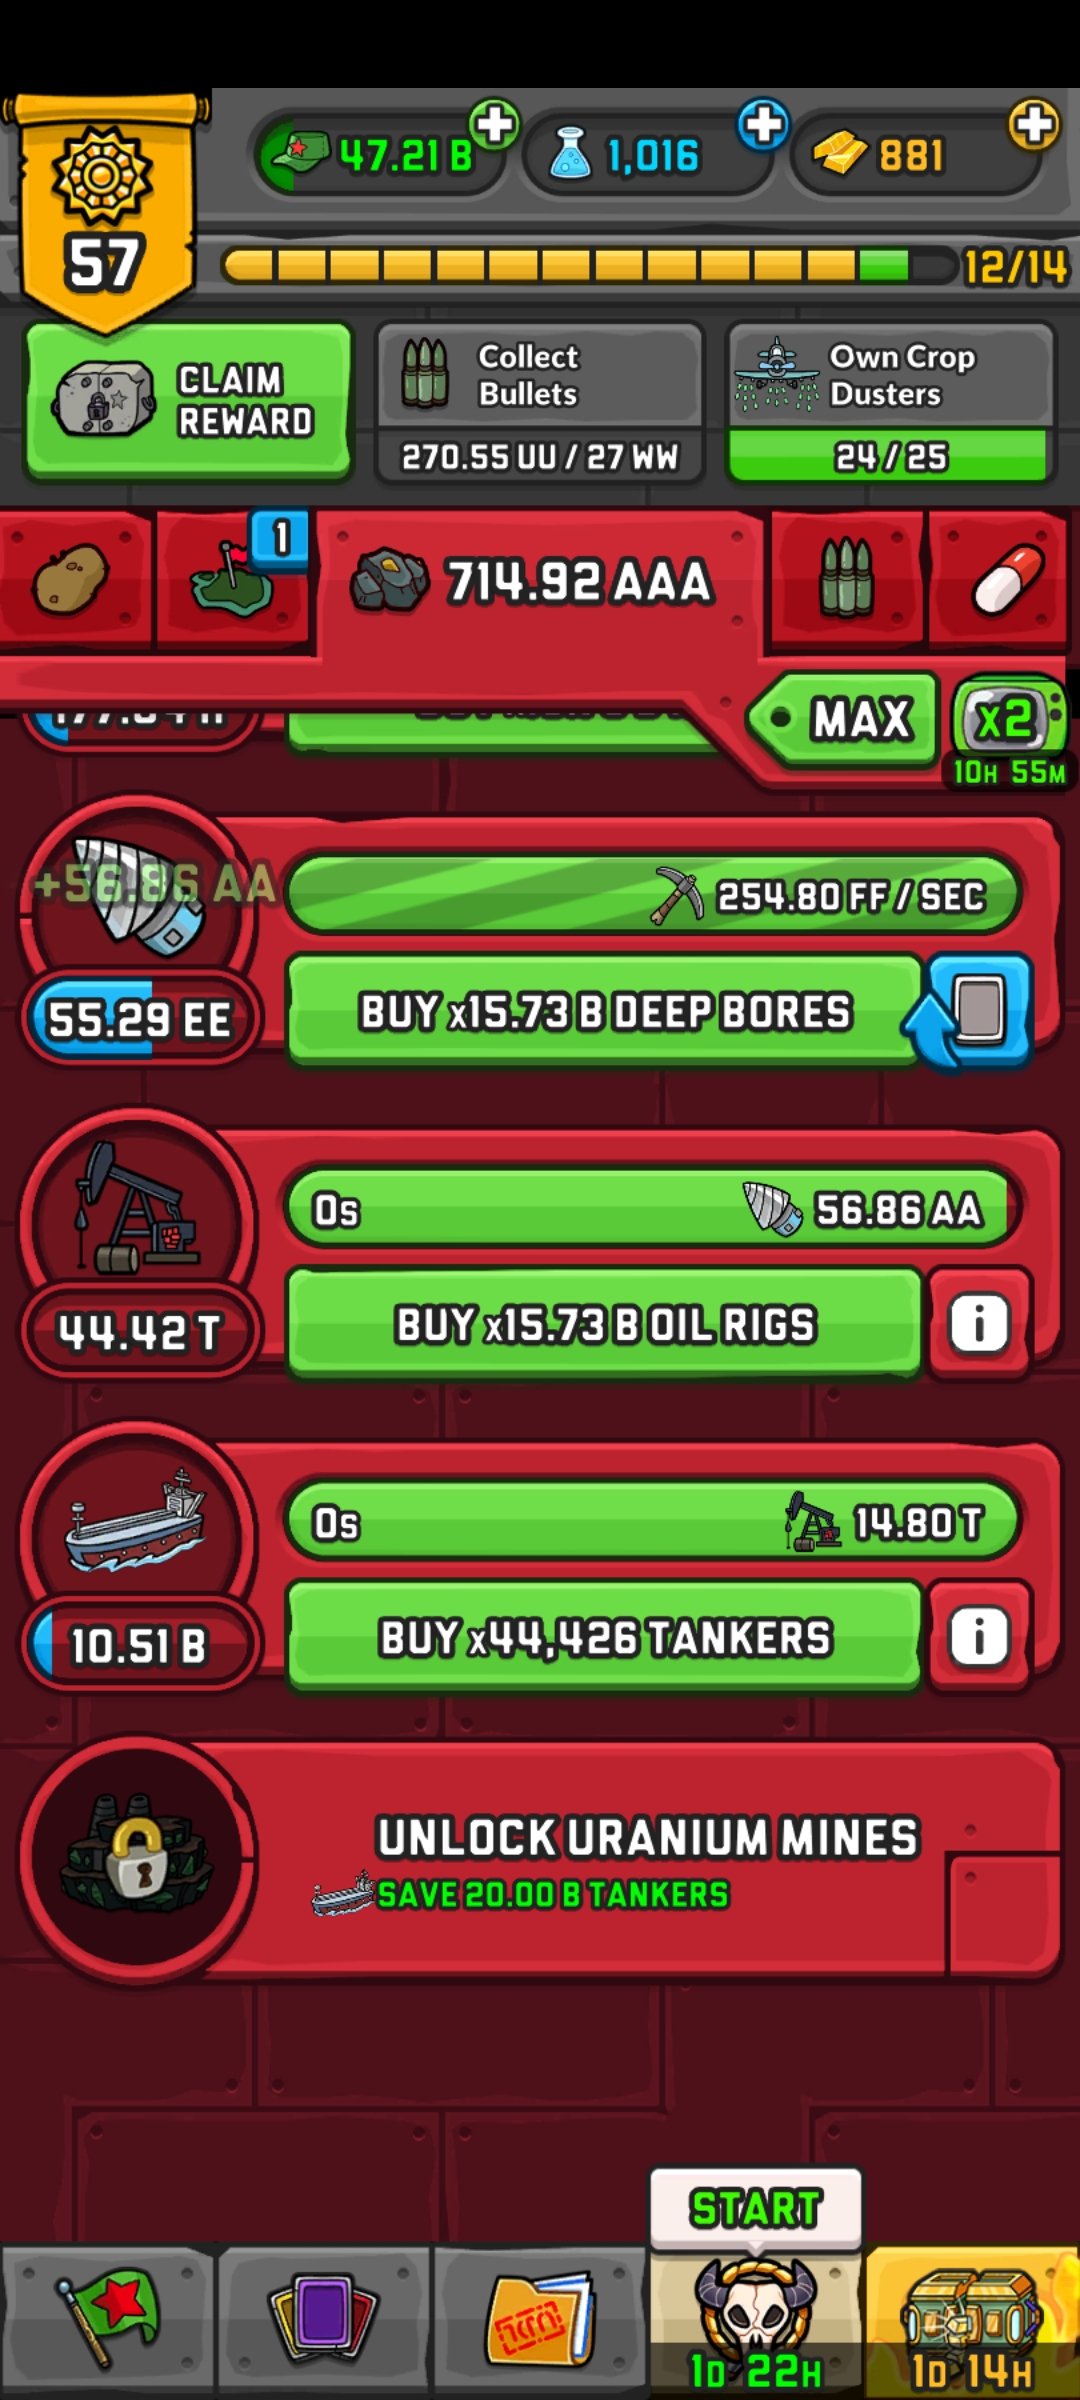 47.21 B
1,016
881
57
12/14
CLAIM
REWARD
Collect
Bullets
270.55 UU / 27 WW
Own Crop
Dusters
24 / 25
1
714.92 AAA
MAX
x2
10H 55M
+56.86 AA
254.80 FF / SEC
55.29 EE
BUY x15.73 B DEEP BORES
0s
56.86 AA
44.42 T
BUY x15.73 B OIL RIGS
i
0s
14.80 T
10.51 B
BUY x44,426 TANKERS
i
UNLOCK URANIUM MINES
SAVE 20.00 B TANKERS
START
1D 22H
1D 14H